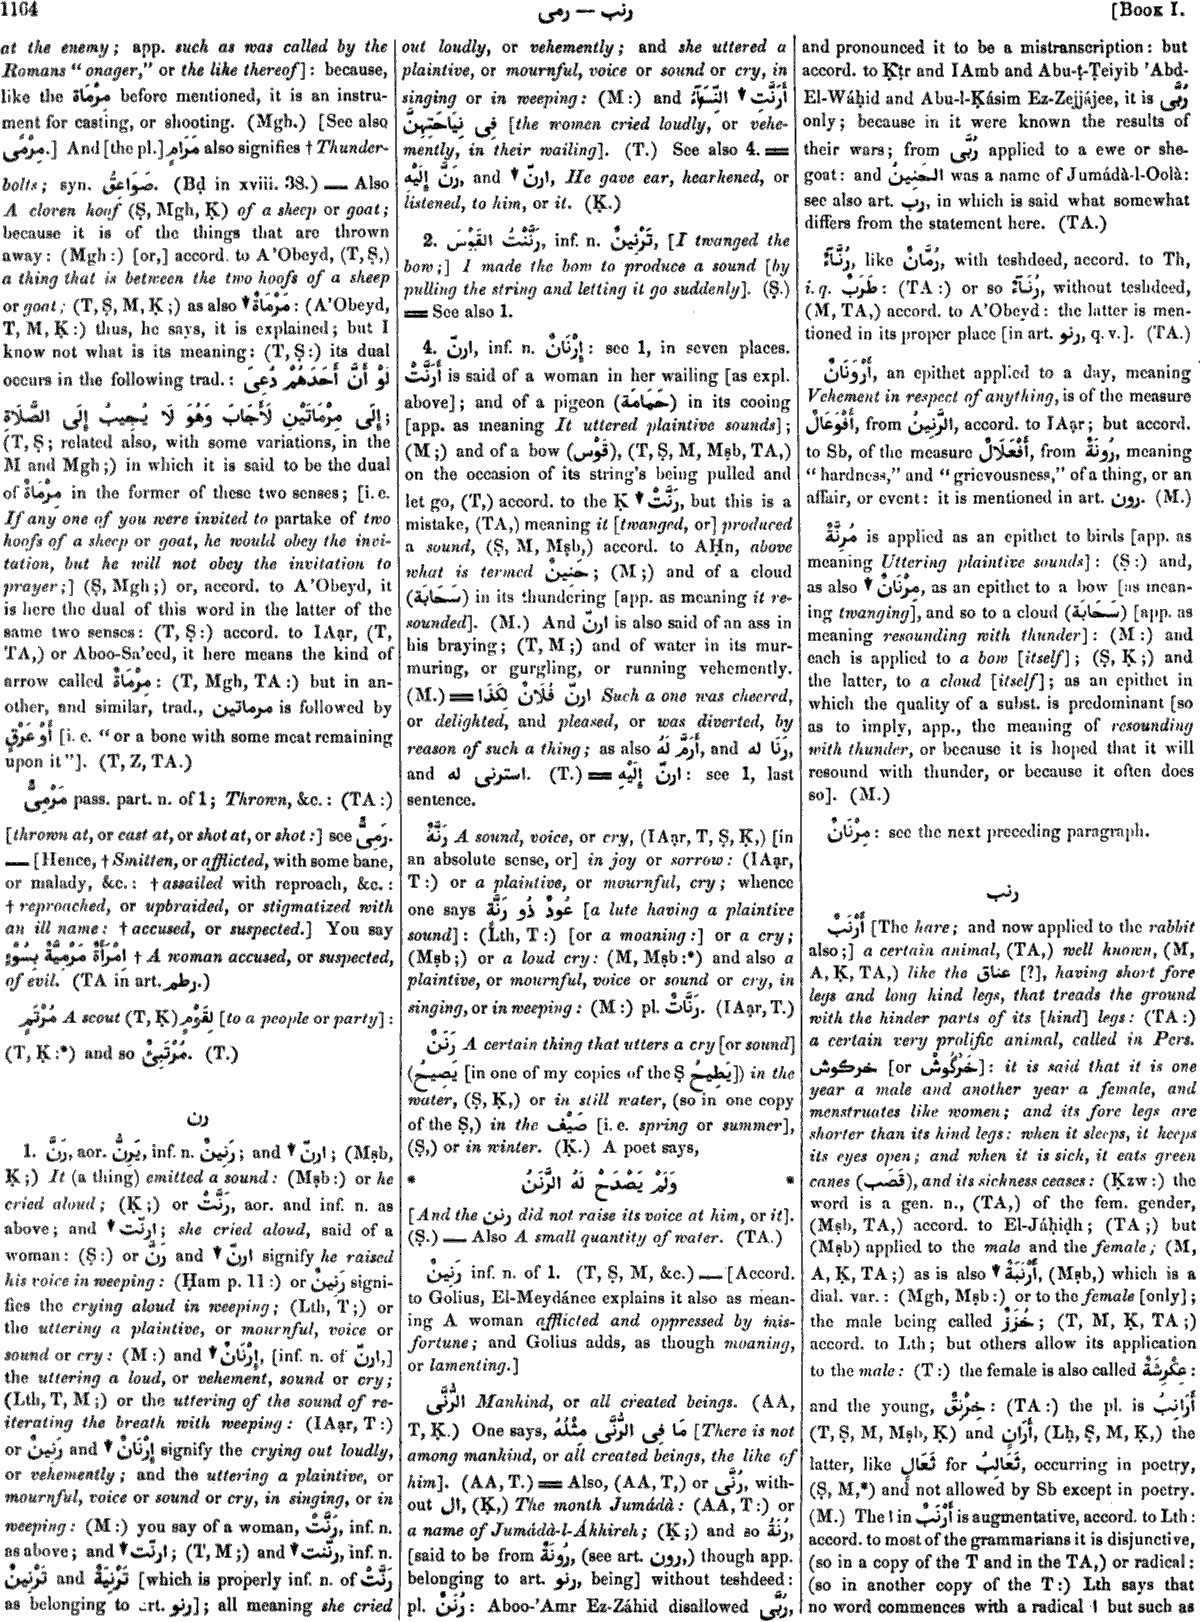 1164
رنب — رمى
[Book I.
at the enemy; app. such as was called by the
Romans “onager,” or the like thereof]: because,
like the مِرْمَاة before mentioned, it is an instru-
ment for casting, or shooting. (Mgh.) [See also
مِرْمًى.] And [the pl.] مَرَامٍ also signifies † Thunder-
bolts; syn. صَوَاعِقُ. (Bḍ in xviii. 38.) — Also
A cloven hoof (Ṣ, Mgh, Ḳ) of a sheep or goat;
because it is of the things that are thrown
away: (Mgh:) [or,] accord. to A’Obeyd, (T, Ṣ,)
a thing that is between the two hoofs of a sheep
or goat; (T, Ṣ, M, Ḳ;) as also ▼ مَرْمَاةٌ: (A’Obeyd,
T, M, Ḳ:) thus, he says, it is explained; but I
know not what is its meaning: (T, Ṣ:) its dual
occurs in the following trad.: لَوْ أَنَّ أَحَدَهُمْ دُعِىَ
إِلَى مِرْمَاتَيْنِ لَأَجَابَ وَهُوَ لَا يُجِيبُ إِلَى الصَّلَاةِ;
(T, Ṣ; related also, with some variations, in the
M and Mgh;) in which it is said to be the dual
of مِرْمَاةٌ in the former of these two senses; [i. e.
If any one of you were invited to partake of two
hoofs of a sheep or goat, he would obey the invi-
tation, but he will not obey the invitation to
prayer;] (Ṣ, Mgh;) or, accord. to A’Obeyd, it
is here the dual of this word in the latter of the
same two senses: (T, Ṣ:) accord. to IAạr, (T,
TA,) or Aboo-Sa’eed, it here means the kind of
arrow called مِرْمَاةٌ: (T, Mgh, TA:) but in an-
other, and similar, trad., مرماتين is followed by
أَوْ عَرْقٍ [i. e. “or a bone with some meat remaining
upon it”]. (T, Z, TA.)
مَرْمِىٌّ pass. part. n. of 1; Thrown, &c.: (TA:)
[thrown at, or cast at, or shot at, or shot:] see رَمِىٌّ.
— [Hence, † Smitten, or afflicted, with some bane,
or malady, &c.: † assailed with reproach, &c.:
† reproached, or upbraided, or stigmatized with
an ill name: † accused, or suspected.] You say
اِمْرَأَةٌ مَرْمِيَّةٌ بِسُوْءٍ † A woman accused, or suspected,
of evil. (TA in art. رطم.)
مُرْتَمٍ A scout (T, Ḳ) لِقَوْمٍ [to a people or party]:
(T, Ḳ:*) and so مُرْتَبِئٌ. (T.)
رن
1. رَنَّ, aor. يَرِنُّ, inf. n. رَنِينٌ; and ▼ ارنّ; (Mṣb,
Ḳ;) It (a thing) emitted a sound: (Mṣb:) or he
cried aloud; (Ḳ;) or رَنَّتْ, aor. and inf. n. as
above; and ▼ ارنّت; she cried aloud, said of a
woman: (Ṣ:) or رَنَّ and ▼ ارنّ signify he raised
his voice in weeping: (Ḥam p. 11:) or رَنِينٌ signi-
fies the crying aloud in weeping; (Lth, T;) or
the uttering a plaintive, or mournful, voice or
sound or cry: (M:) and ▼ إِرْنَانٌ, [inf. n. of ارنّ,]
the uttering a loud, or vehement, sound or cry;
(Lth, T, M;) or the uttering of the sound of re-
iterating the breath with weeping: (IAạr, T:)
or رَنِينٌ and ▼ إِرْنَانٌ signify the crying out loudly,
or vehemently; and the uttering a plaintive, or
mournful, voice or sound or cry, in singing, or in
weeping: (M:) you say of a woman, رَنَّتْ, inf. n.
as above; and ▼ ارنّت; (T, M;) and ▼ رنّنت, inf. n.
تَرْنِينٌ and تَرْنِيَةٌ [which is properly inf. n. of رَنَّتْ
as belonging to art. رنو]; all meaning she cried
out loudly, or vehemently; and she uttered a
plaintive, or mournful, voice or sound or cry, in
singing or in weeping: (M:) and ▼ أَرَنَّتِ النِّسَآءُ
فِى نِيَاحَتِهِنَّ [the women cried loudly, or vehe-
mently, in their wailing]. (T.) See also 4. ==
رَنَّ إِلَيْهِ, and ▼ ارنّ, He gave ear, hearkened, or
listened, to him, or it. (Ḳ.)
2. رَنَّنْتُ القَوْسَ, inf. n. تَرْنِينٌ, [I twanged the
bow;] I made the bow to produce a sound [by
pulling the string and letting it go suddenly]. (Ṣ.)
== See also 1.
4. ارنّ, inf. n. إِرْنَانٌ: see 1, in seven places.
أَرَنَّتْ is said of a woman in her wailing [as expl.
above]; and of a pigeon (حَمَامَة) in its cooing
[app. as meaning It uttered plaintive sounds];
(M;) and of a bow (قَوْس), (T, Ṣ, M, Mṣb, TA,)
on the occasion of its string’s being pulled and
let go, (T,) accord. to the Ḳ ▼ رَنَّتْ, but this is a
mistake, (TA,) meaning it [twanged, or] produced
a sound, (Ṣ, M, Mṣb,) accord. to AḤn, above
what is termed حَنِينٌ; (M;) and of a cloud
(سَحَابَة) in its thundering [app. as meaning it re-
sounded]. (M.) And ارنّ is also said of an ass in
his braying; (T, M;) and of water in its mur-
muring, or gurgling, or running vehemently.
(M.) == ارنّ فُلَانٌ لِكَذَا Such a one was cheered,
or delighted, and pleased, or was diverted, by
reason of such a thing; as also أَرَمَّ لَهُ, and رَنَا له,
and استرنى له. (T.) == ارنّ إِلَيْهِ: see 1, last
sentence.
رَنَّةٌ A sound, voice, or cry, (IAạr, T, Ṣ, Ḳ,) [in
an absolute sense, or] in joy or sorrow: (IAạr,
T:) or a plaintive, or mournful, cry; whence
one says عُودٌ ذُو رَنَّةٍ [a lute having a plaintive
sound]: (Lth, T:) [or a moaning:] or a cry;
(Mṣb;) or a loud cry: (M, Mṣb:*) and also a
plaintive, or mournful, voice or sound or cry, in
singing, or in weeping: (M:) pl. رَنَّاتٌ. (IAạr, T.)
رَنَنٌ A certain thing that utters a cry [or sound]
(يَصِيحُ [in one of my copies of the Ṣ يَطِيحُ]) in the
water, (Ṣ, Ḳ,) or in still water, (so in one copy
of the Ṣ,) in the صَيْف [i. e. spring or summer],
(Ṣ,) or in winter. (Ḳ.) A poet says,
* وَلَمْ يَصْدَحْ لَهُ الرَّنَنُ *
[And the رنن did not raise its voice at him, or it].
(Ṣ.) — Also A small quantity of water. (TA.)
رَنِينٌ inf. n. of 1. (T, Ṣ, M, &c.) — [Accord.
to Golius, El-Meydánee explains it also as mean-
ing A woman afflicted and oppressed by mis-
fortune; and Golius adds, as though moaning,
or lamenting.]
الرُّنَّى Mankind, or all created beings. (AA,
T, Ḳ.) One says, مَا فِى الرُّنَّى مِثْلُهُ [There is not
among mankind, or all created beings, the like of
him]. (AA, T.) == Also, (AA, T,) or رُنَّى, with-
out ال, (Ḳ,) The month Jumádà: (AA, T:) or
a name of Jumádà-l-Ákhireh; (Ḳ;) and so رُنَةُ,
[said to be from رُونَةٌ, (see art. رون,) though app.
belonging to art. رنو, being] without teshdeed:
pl. رُنَنٌ: Aboo-’Amr Ez-Záhid disallowed رُبَّى,
and pronounced it to be a mistranscription: but
accord. to Ḳṭr and IAmb and Abu-ṭ-Ṭeiyib ’Abd-
El-Wáḥid and Abu-l-Ḳásim Ez-Zejjájee, it is رُبَّى
only; because in it were known the results of
their wars; from رُبَّى applied to a ewe or she-
goat: and الحَنِينُ was a name of Jumádà-l-Oolà:
see also art. رب, in which is said what somewhat
differs from the statement here. (TA.)
رُنَّآءٌ, like رُمَّانٌ, with teshdeed, accord. to Th,
i. q. طَرَبٌ: (TA:) or so رُنَآءٌ, without teshdeed,
(M, TA,) accord. to A’Obeyd: the latter is men-
tioned in its proper place [in art. رنو, q. v.]. (TA.)
أَرْوَنَانٌ, an epithet applied to a day, meaning
Vehement in respect of anything, is of the measure
أَفْوَعَالٌ, from الرَّنِينُ, accord. to IAạr; but accord.
to Sb, of the measure أَفْعَلَالٌ, from رُونَةٌ, meaning
“hardness,” and “grievousness,” of a thing, or an
affair, or event: it is mentioned in art. رون. (M.)
مُرِنَّةٌ is applied as an epithet to birds [app. as
meaning Uttering plaintive sounds]: (Ṣ:) and,
as also ▼ مِرْنَانٌ, as an epithet to a bow [as mean-
ing twanging], and so to a cloud (سَحَابَة) [app. as
meaning resounding with thunder]: (M:) and
each is applied to a bow [itself]; (Ṣ, Ḳ;) and
the latter, to a cloud [itself]; as an epithet in
which the quality of a subst. is predominant [so
as to imply, app., the meaning of resounding
with thunder, or because it is hoped that it will
resound with thunder, or because it often does
so]. (M.)
مِرْنَانٌ: see the next preceding paragraph.
رنب
أَرْنَبٌ [The hare; and now applied to the rabbit
also;] a certain animal, (TA,) well known, (M,
A, Ḳ, TA,) like the عناق [?], having short fore
legs and long hind legs, that treads the ground
with the hinder parts of its [hind] legs: (TA:)
a certain very prolific animal, called in Pers.
خركوش [or خَرْگُوشْ]: it is said that it is one
year a male and another year a female, and
menstruates like women; and its fore legs are
shorter than its hind legs: when it sleeps, it keeps
its eyes open; and when it is sick, it eats green
canes (قَصَب), and its sickness ceases: (Ḳzw:) the
word is a gen. n., (TA,) of the fem. gender,
(Mṣb, TA,) accord. to El-Jáḥiḍh; (TA;) but
(Mṣb) applied to the male and the female; (M,
A, Ḳ, TA;) as is also ▼ أَرْنَبَةٌ, (Mṣb,) which is a
dial. var.: (Mgh, Mṣb:) or to the female [only];
the male being called خُزَزٌ; (T, M, Ḳ, TA;)
accord. to Lth; but others allow its application
to the male: (T:) the female is also called عِكْرِشَةٌ:
and the young, خِرْنِقٌ: (TA:) the pl. is أَرَانِبُ
(T, Ṣ, M, Mṣb, Ḳ) and أَرَانٍ, (Lḥ, Ṣ, M, Ḳ,) the
latter, like ثَعَالٍ for ثَعَالِبُ, occurring in poetry,
(Ṣ, M,*) and not allowed by Sb except in poetry.
(M.) The ا in أَرْنَبٌ is augmentative, accord. to Lth:
accord. to most of the grammarians it is disjunctive,
(so in a copy of the T and in the TA,) or radical:
(so in another copy of the T:) Lth says that
no word commences with a radical ا but such as